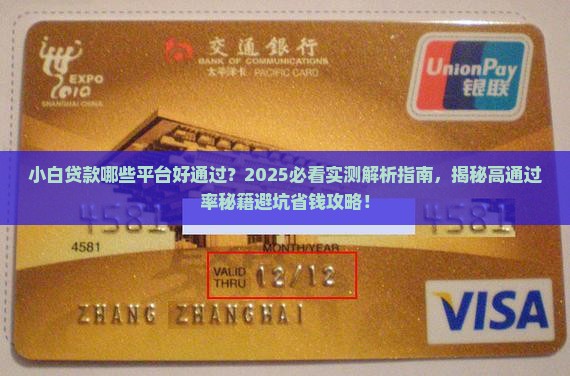 EXPO
2010
SHANGHAI CHINA
交通銀行
BANK OF COMMUNICATIONS
太平洋卡 PACIFIC CARD
UnionPay
银联
小白贷款哪些平台好通过？2025必看实测解析指南，揭秘高通过
率秘籍避坑省钱攻略！
4581
4581
MONTH/YEAR
VALID
THRU
12/12
ZHANG ZHANGHAI
VISA